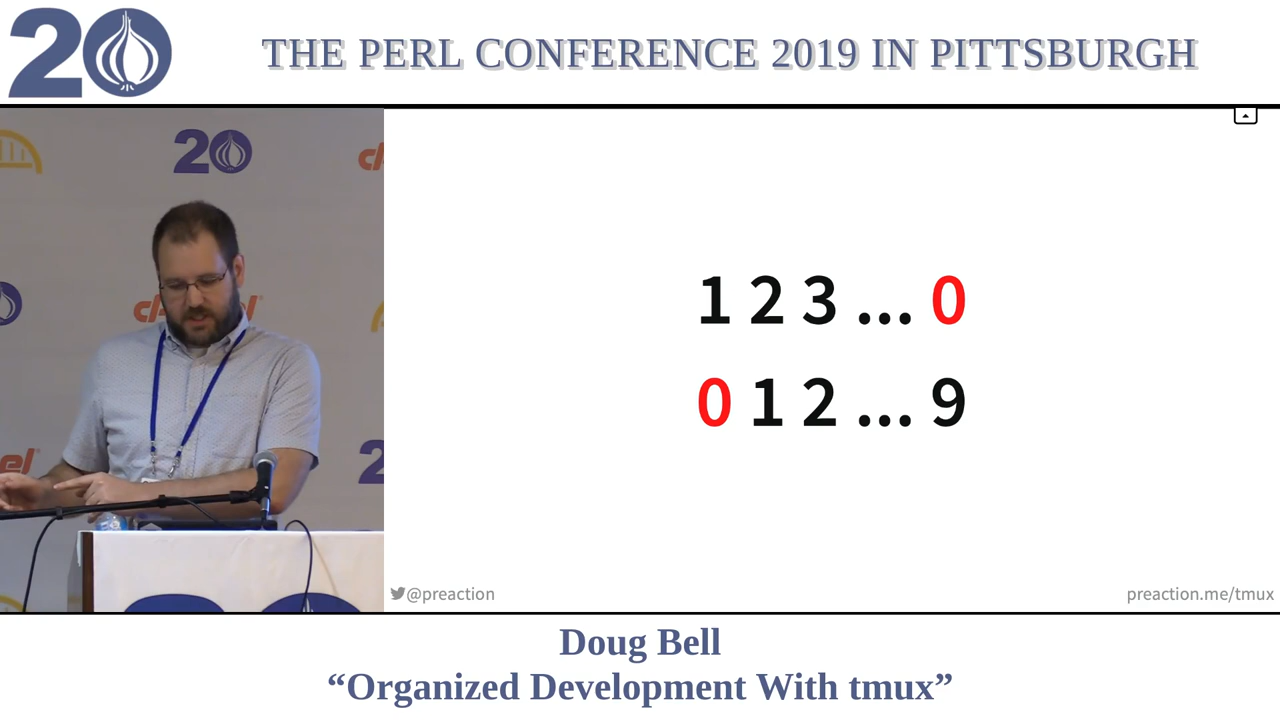 20
THE PERL CONFERENCE 2019 IN PITTSBURGH
20
1 2 3 ... 0
0 1 2 ... 9
@preaction
preaction.me/tmux
Doug Bell
“Organized Development With tmux”